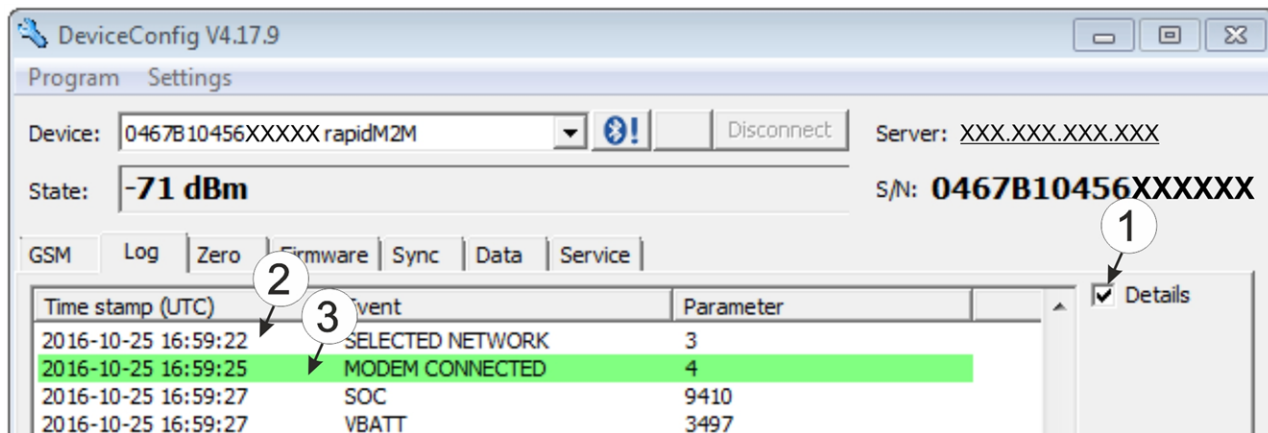 DeviceConfig V4.17.9
Program Settings
Device: 0467B10456XXXXX rapidM2M Disconnect Server: XXX.XXX.XXX.XXX
State: -71 dBm S/N: 0467B10456XXXXXX
1
GSM Log Zero Firmware Sync Data Service
2
Details
Time stamp (UTC) Event Parameter
3
2016-10-25 16:59:22 SELECTED NETWORK 3
2016-10-25 16:59:25 MODEM CONNECTED 4
2016-10-25 16:59:27 SOC 9410
2016-10-25 16:59:27 VBATT 3497